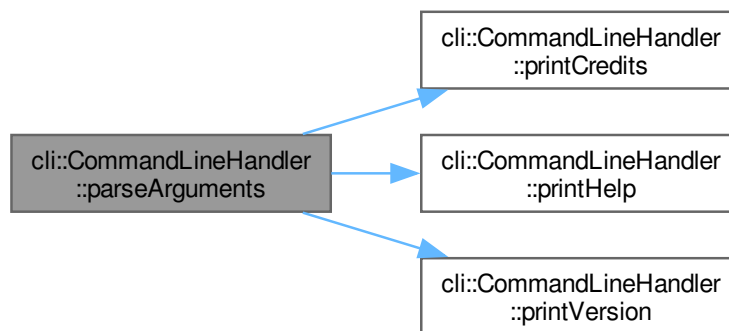 cli::CommandLineHandler
::printCredits
cli::CommandLineHandler
::parseArguments
cli::CommandLineHandler
::printHelp
cli::CommandLineHandler
::printVersion